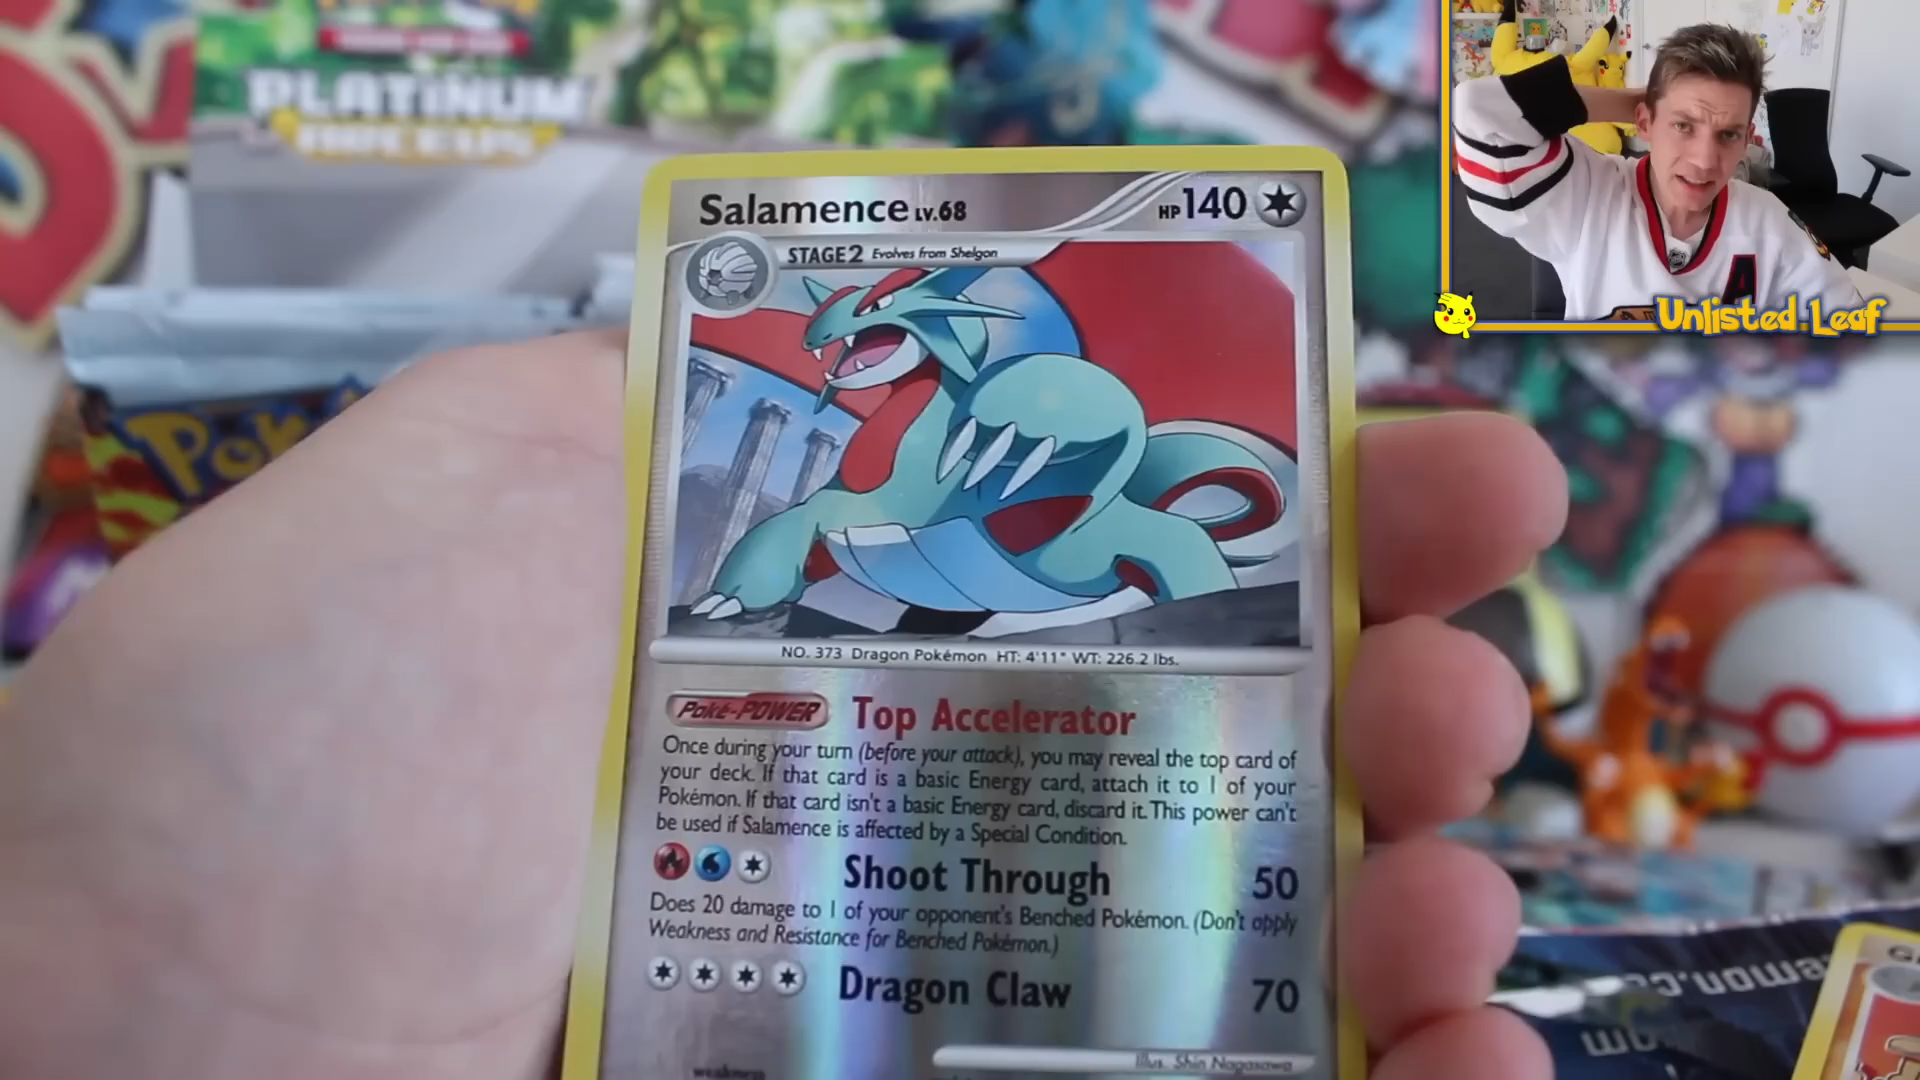 PLATINUM
ARCEUS
Salamence LV.68
HP 140
STAGE2 Evolves from Shelgon
Unlisted Leaf
Pok
NO. 373 Dragon Pokémon HT: 4'11" WT: 226.2 lbs.
Poké-POWER Top Accelerator
Once during your turn (before your attack), you may reveal the top card of
your deck. If that card is a basic Energy card, attach it to 1 of your
Pokémon. If that card isn't a basic Energy card, discard it. This power can't
be used if Salamence is affected by a Special Condition.
Shoot Through 50
Does 20 damage to 1 of your opponent's Benched Pokémon. (Don't apply
Weakness and Resistance for Benched Pokémon.)
Dragon Claw 70
Illus. Shin Nagasawa
weakness